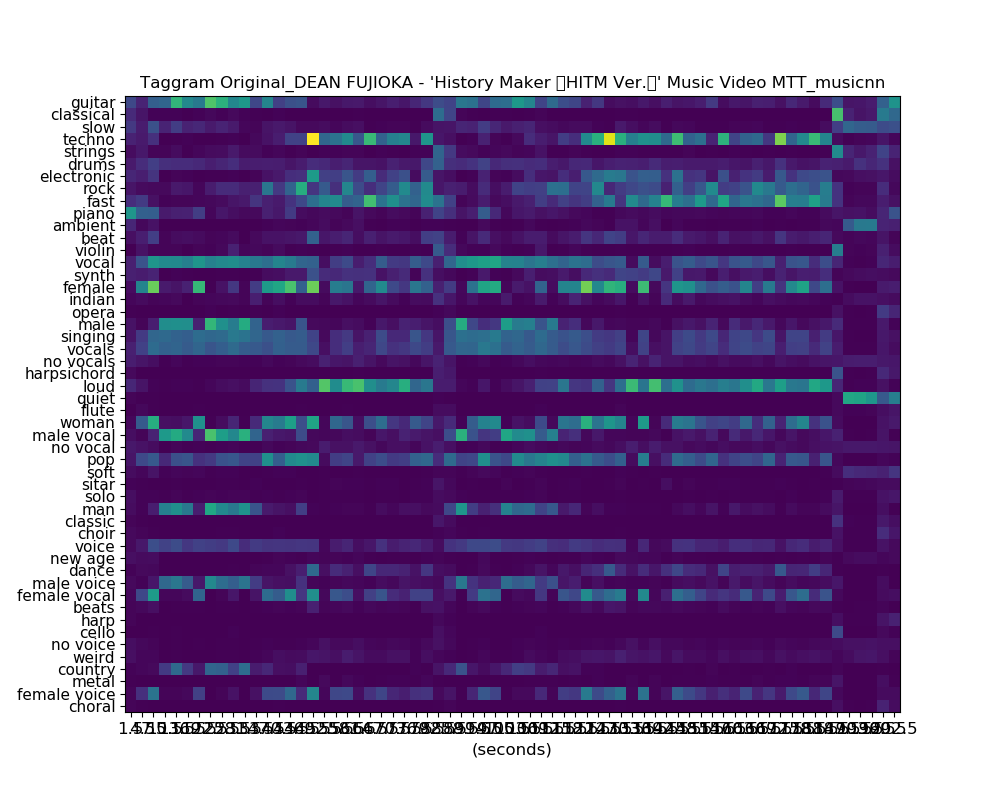 Taggram Original_DEAN FUJIOKA - 'History Maker ▯HITM Ver.▯' Music Video MTT_musicnn
guitar
classical
slow
techno
strings
drums
electronic
rock
fast
piano
ambient
beat
violin
vocal
synth
female
indian
opera
male
singing
vocals
no vocals
harpsichord
loud
quiet
flute
woman
male vocal
no vocal
pop
soft
sitar
solo
man
classic
choir
voice
new age
dance
male voice
female vocal
beats
harp
cello
no voice
weird
country
metal
female voice
choral
(seconds)